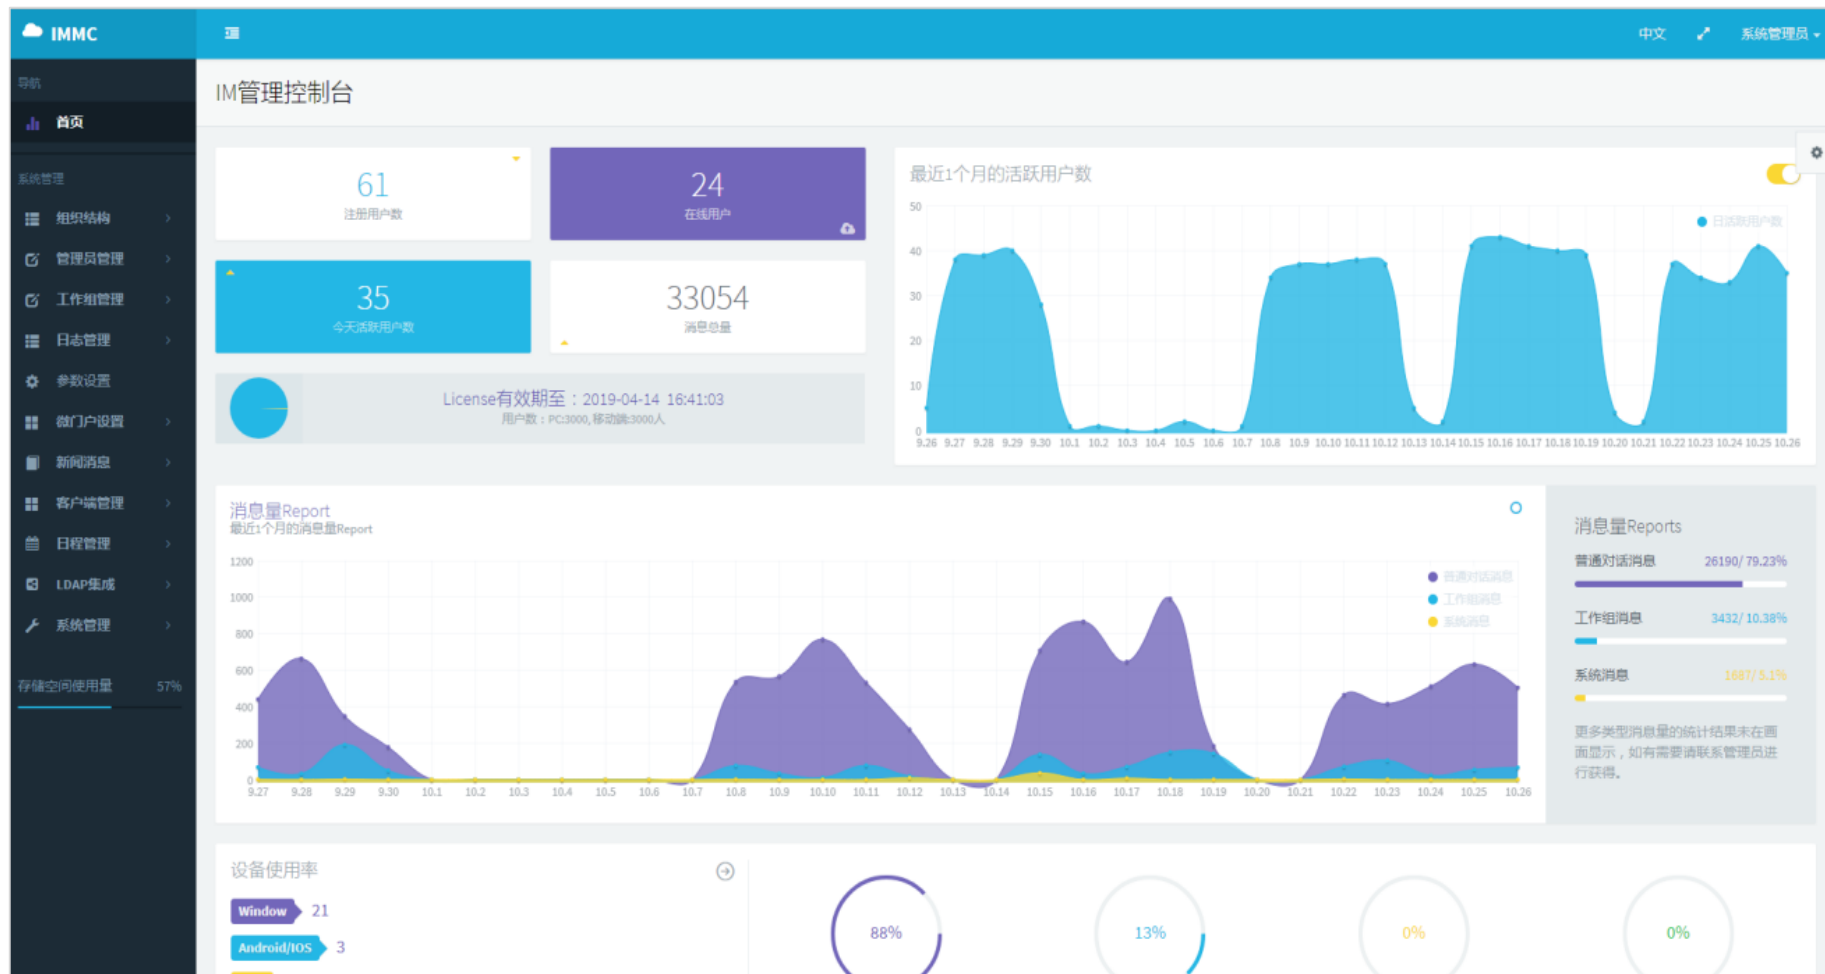 IMMC
中文
系统管理员
导航
首页
系统管理
组织结构
管理员管理
工作组管理
日志管理
参数设置
微门户设置
新闻消息
客户端管理
日程管理
LDAP集成
系统管理
存储空间使用量 57%
IM管理控制台
61
注册用户数
24
在线用户
35
今天活跃用户数
33054
消息总量
License有效期至：2019-04-14 16:41:03
用户数：PC:3000, 移动端:3000人
最近1个月的活跃用户数
日活跃用户数
50
40
30
20
10
0
9.26 9.27 9.28 9.29 9.30 10.1 10.2 10.3 10.4 10.5 10.6 10.7 10.8 10.9 10.10 10.11 10.12 10.13 10.14 10.15 10.16 10.17 10.18 10.19 10.20 10.21 10.22 10.23 10.24 10.25 10.26
消息量Report
最近1个月的消息量Report
普通对话消息
工作组消息
系统消息
1200
1000
800
600
400
200
0
9.27 9.28 9.29 9.30 10.1 10.2 10.3 10.4 10.5 10.6 10.7 10.8 10.9 10.10 10.11 10.12 10.13 10.14 10.15 10.16 10.17 10.18 10.19 10.20 10.21 10.22 10.23 10.24 10.25 10.26
消息量Reports
普通对话消息 26190/ 79.23%
工作组消息 3432/ 10.38%
系统消息 1687/ 5.1%
更多类型消息量的统计结果未在画
面显示，如有需要请联系管理员进
行获得。
设备使用率
Window 21
Android/IOS 3
88%
13%
0%
0%